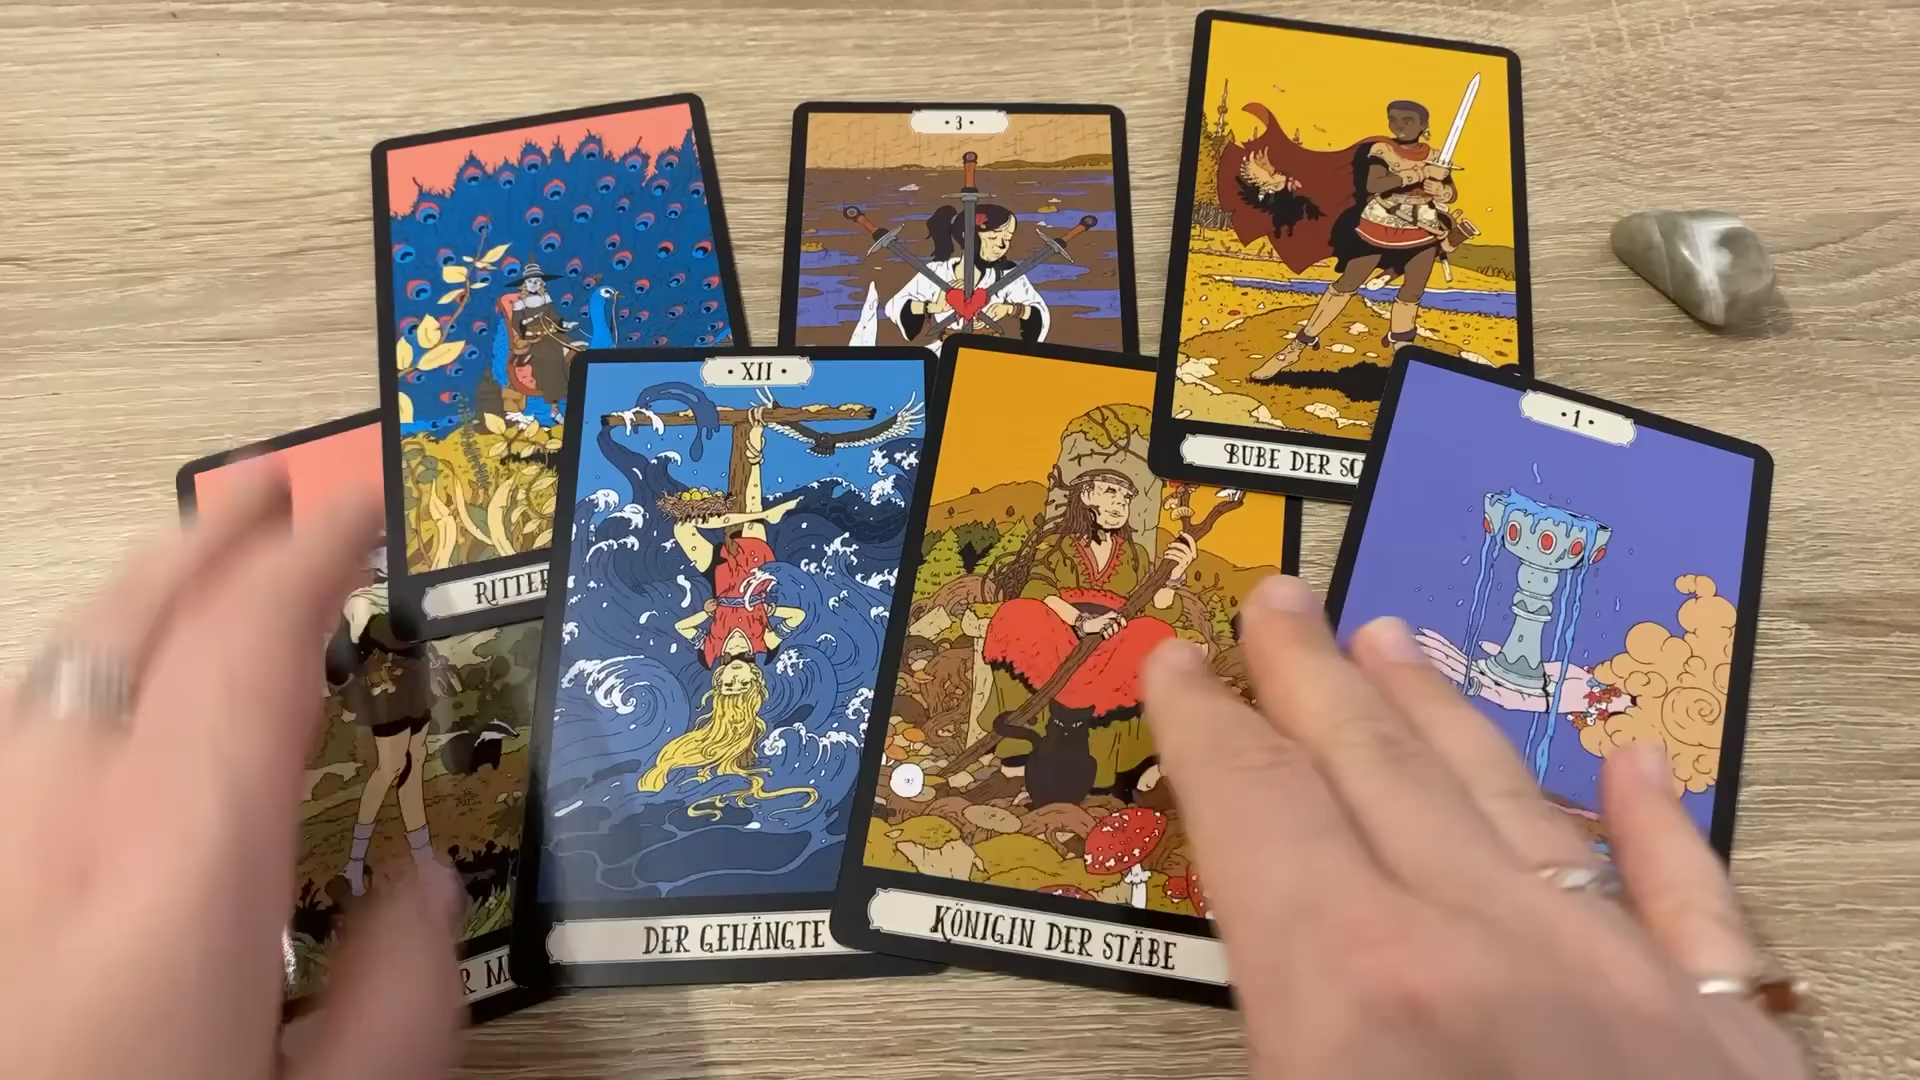 · 3 ·
BUBE DER SC
· XII ·
· 1 ·
RITTER
DER GEHÄNGTE
KÖNIGIN DER STÄBE
R M